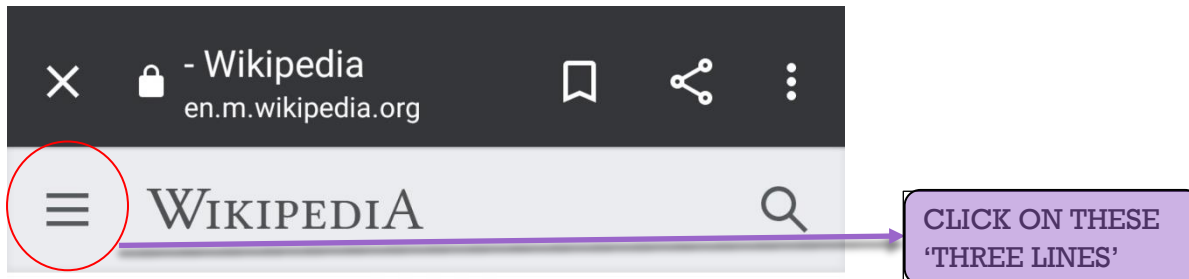 - Wikipedia
en.m.wikipedia.org
WIKIPEDIA
CLICK ON THESE
‘THREE LINES’